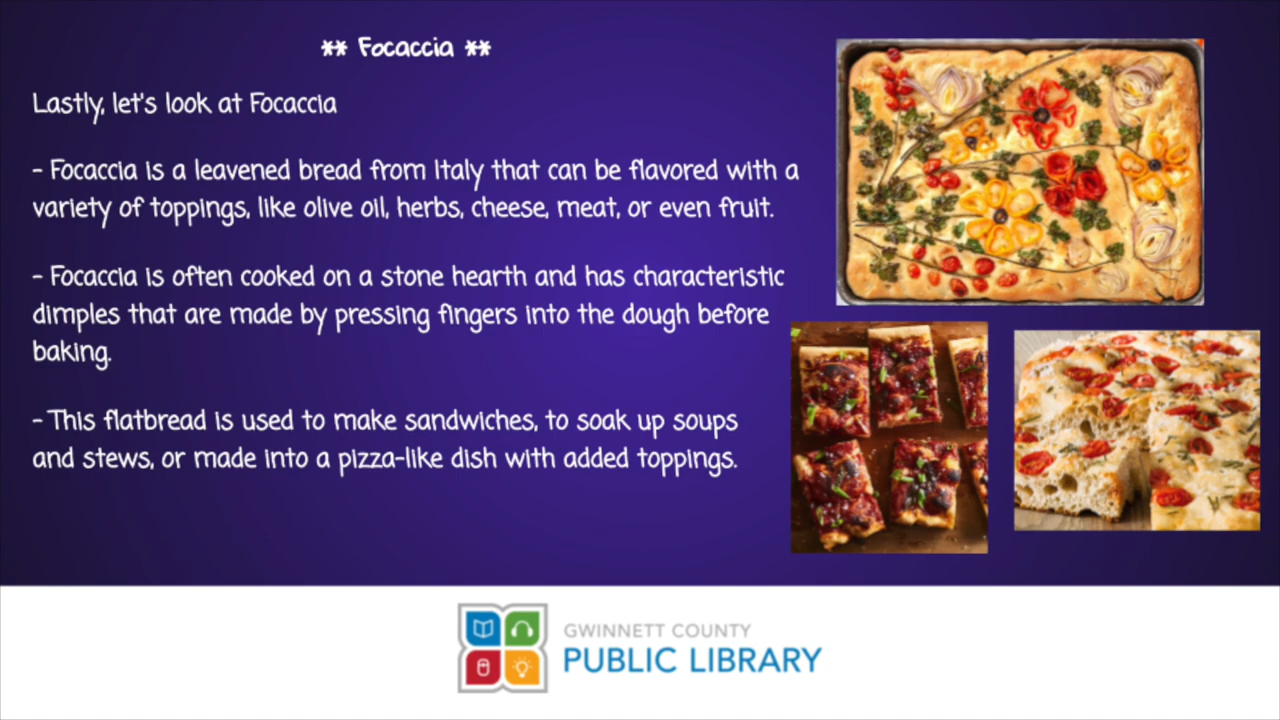 ** Focaccia **
Lastly, let's look at Focaccia
- Focaccia is a leavened bread from Italy that can be flavored with a
variety of toppings, like olive oil, herbs, cheese, meat, or even fruit.
- Focaccia is often cooked on a stone hearth and has characteristic
dimples that are made by pressing fingers into the dough before
baking.
- This flatbread is used to make sandwiches, to soak up soups
and stews, or made into a pizza-like dish with added toppings.
GWINNETT COUNTY
PUBLIC LIBRARY